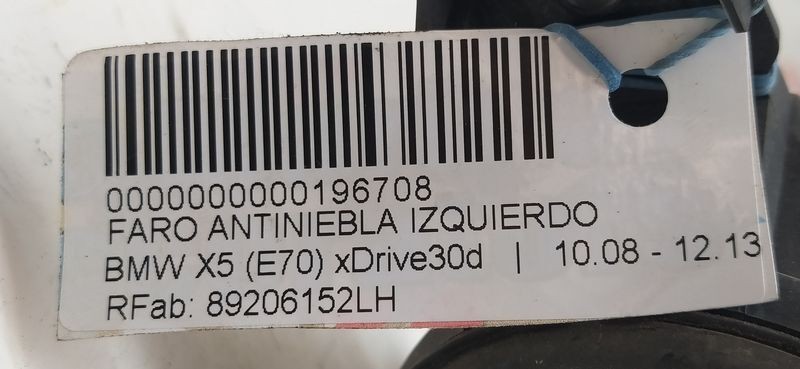 0000000000196708
FARO ANTINIEBLA IZQUIERDO
BMW X5 (E70) xDrive30d | 10.08 - 12.13
RFab: 89206152LH